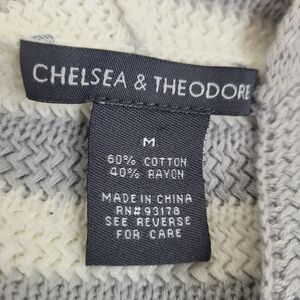 CHELSEA & THEODORE
M
60% COTTON
40% RAYON
MADE IN CHINA
RN# 93178
SEE REVERSE
FOR CARE